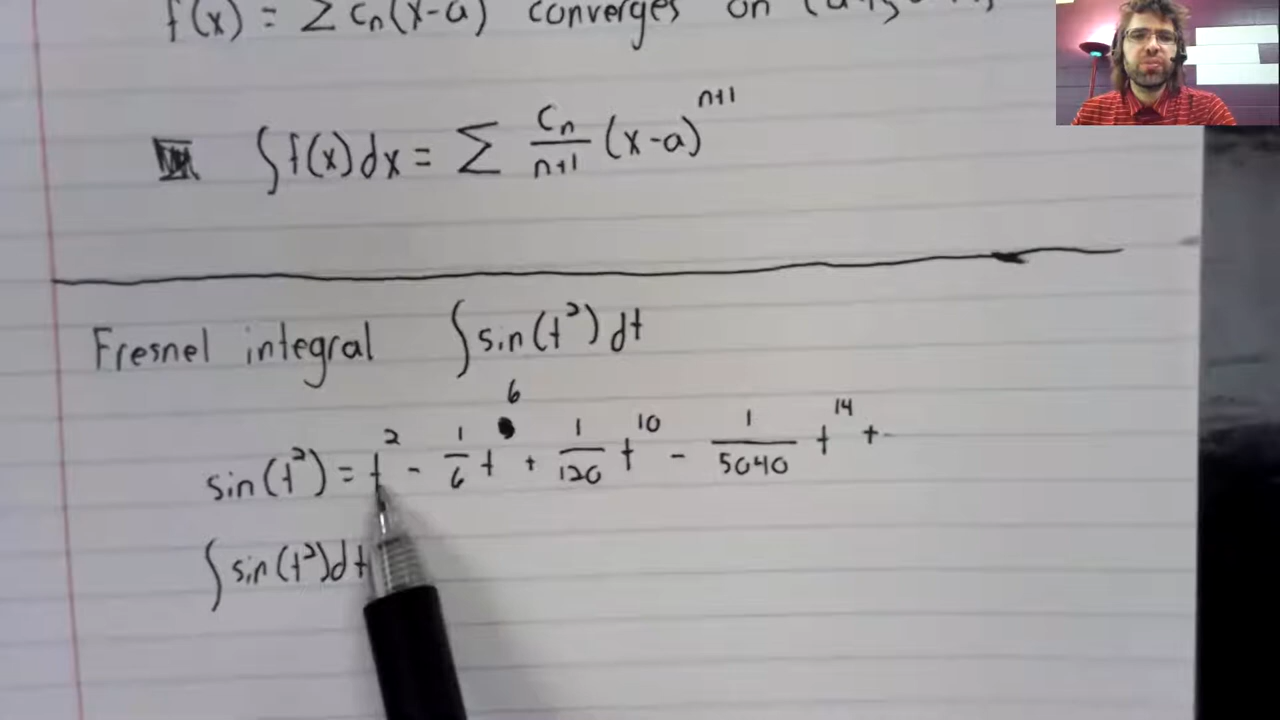 f(x) = Σ cₙ(x-a) converges on
∫f(x)dx = Σ cₙ/(n+1) (x-a)ⁿ⁺¹
Fresnel integral ∫sin(t²)dt
sin(t²) = t² - 1/6 t⁶ + 1/120 t¹⁰ - 1/5040 t¹⁴ + -
∫sin(t²)dt